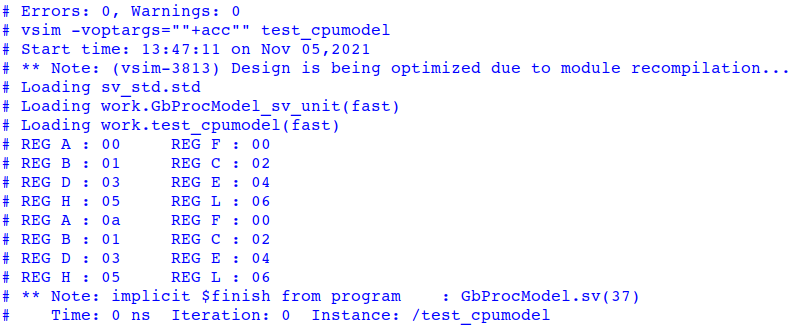 # Errors: 0, Warnings: 0
# vsim -voptargs=""+acc"" test_cpumodel
# Start time: 13:47:11 on Nov 05,2021
# ** Note: (vsim-3813) Design is being optimized due to module recompilation...
# Loading sv_std.std
# Loading work.GbProcModel_sv_unit(fast)
# Loading work.test_cpumodel(fast)
# REG A : 00     REG F : 00
# REG B : 01     REG C : 02
# REG D : 03     REG E : 04
# REG H : 05     REG L : 06
# REG A : 0a     REG F : 00
# REG B : 01     REG C : 02
# REG D : 03     REG E : 04
# REG H : 05     REG L : 06
# ** Note: implicit $finish from program    : GbProcModel.sv(37)
#    Time: 0 ns  Iteration: 0  Instance: /test_cpumodel